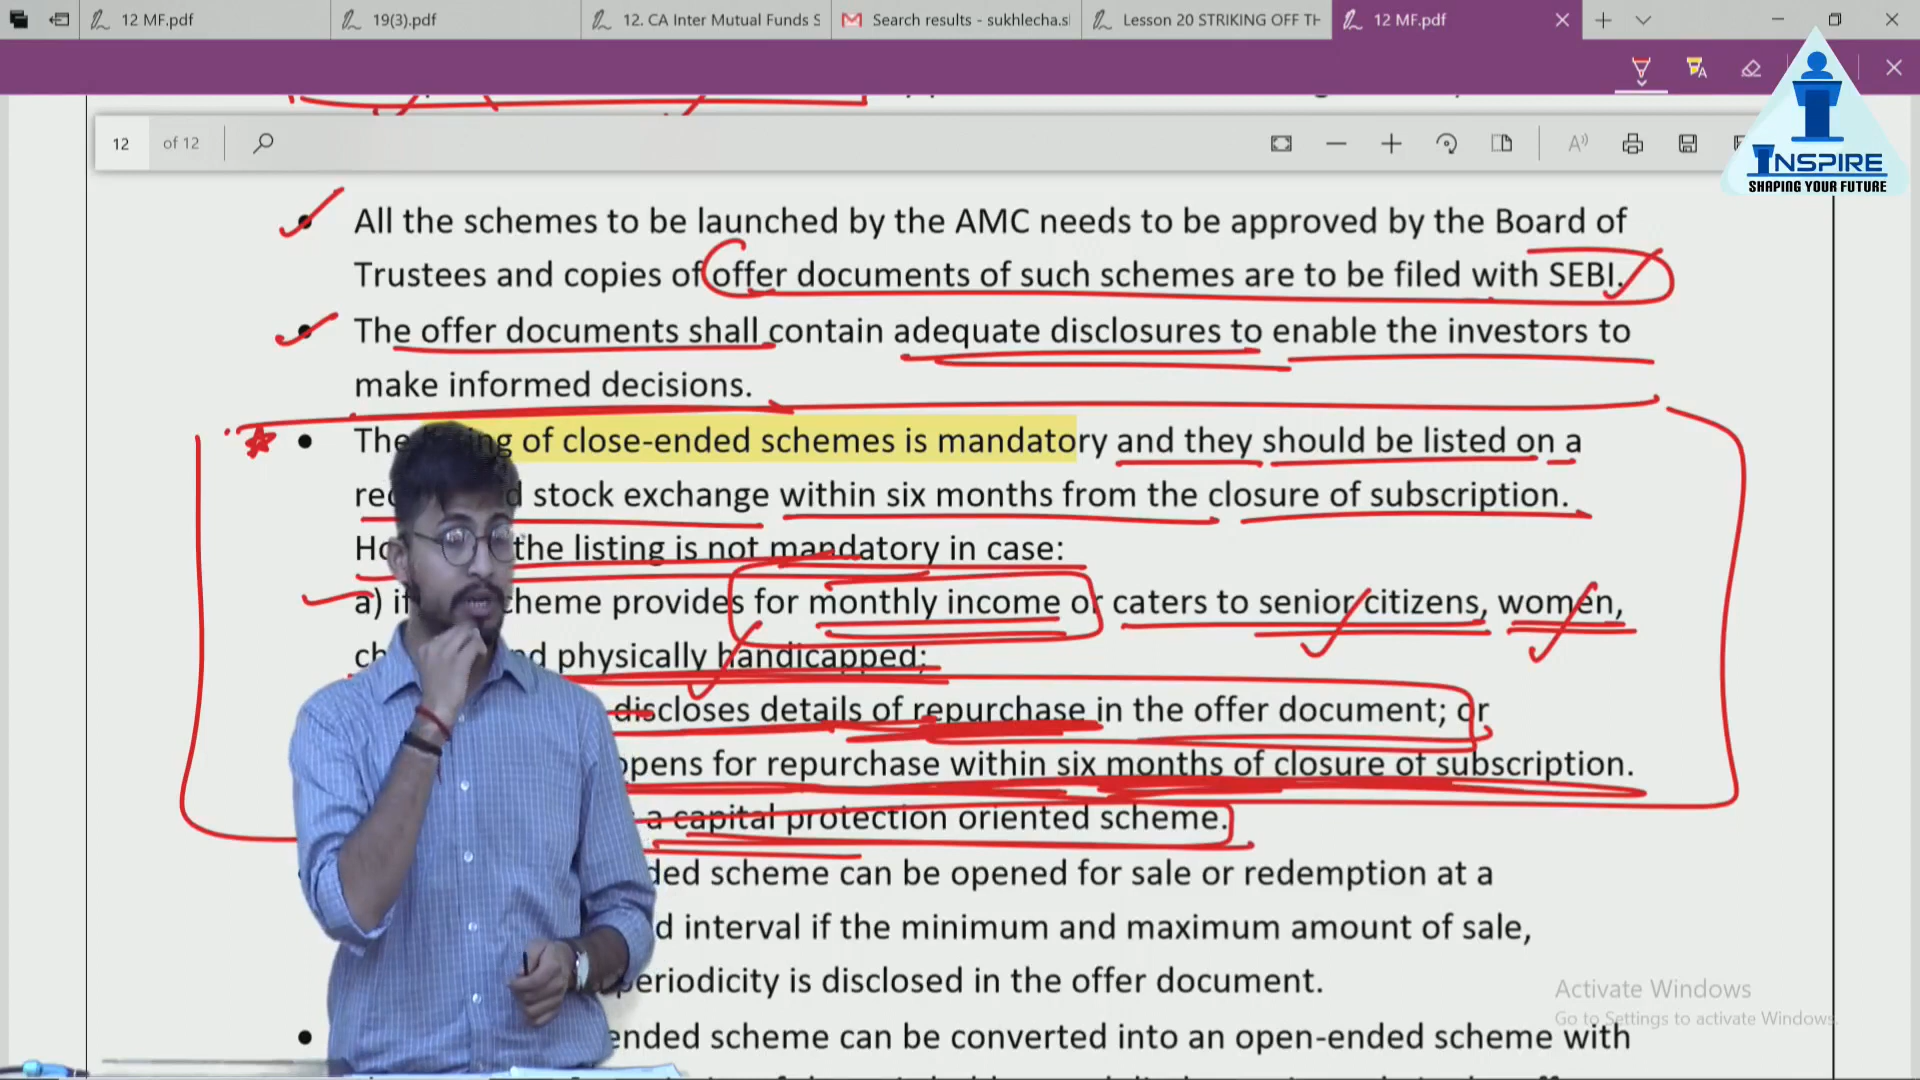 12 MF.pdf
19(3).pdf
12. CA Inter Mutual Funds S
Search results - sukhlecha.s
Lesson 20 STRIKING OFF TH
12 MF.pdf
12 of 12
INSPIRE
SHAPING YOUR FUTURE
All the schemes to be launched by the AMC needs to be approved by the Board of
Trustees and copies of offer documents of such schemes are to be filed with SEBI.
The offer documents shall contain adequate disclosures to enable the investors to
make informed decisions.
The of close-ended schemes is mandatory and they should be listed on a
stock exchange within six months from the closure of subscription.
the listing is not mandatory in case:
a) if scheme provides for monthly income or caters to senior citizens, women,
physically handicapped;
discloses details of repurchase in the offer document; or
opens for repurchase within six months of closure of subscription.
a capital protection oriented scheme.
scheme can be opened for sale or redemption at a
interval if the minimum and maximum amount of sale,
periodicity is disclosed in the offer document.
ended scheme can be converted into an open-ended scheme with
Activate Windows
Go to Settings to activate Windows.